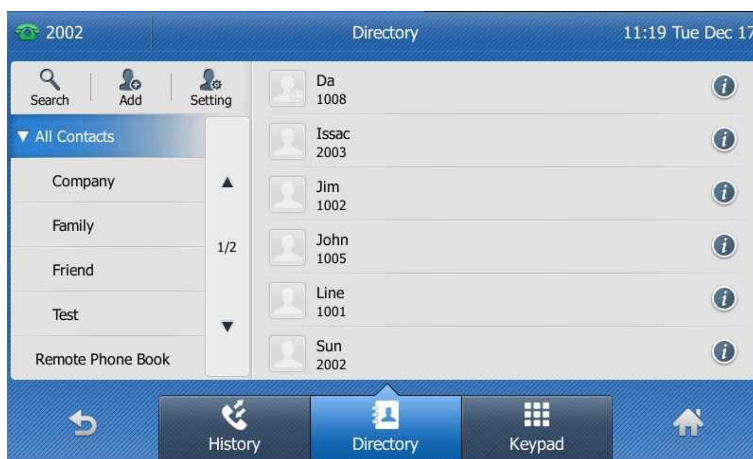 2002
Directory
11:19 Tue Dec 17
Search
Add
Setting
All Contacts
Company
Family
Friend
Test
Remote Phone Book
1/2
Da
1008
Issac
2003
Jim
1002
John
1005
Line
1001
Sun
2002
History
Directory
Keypad